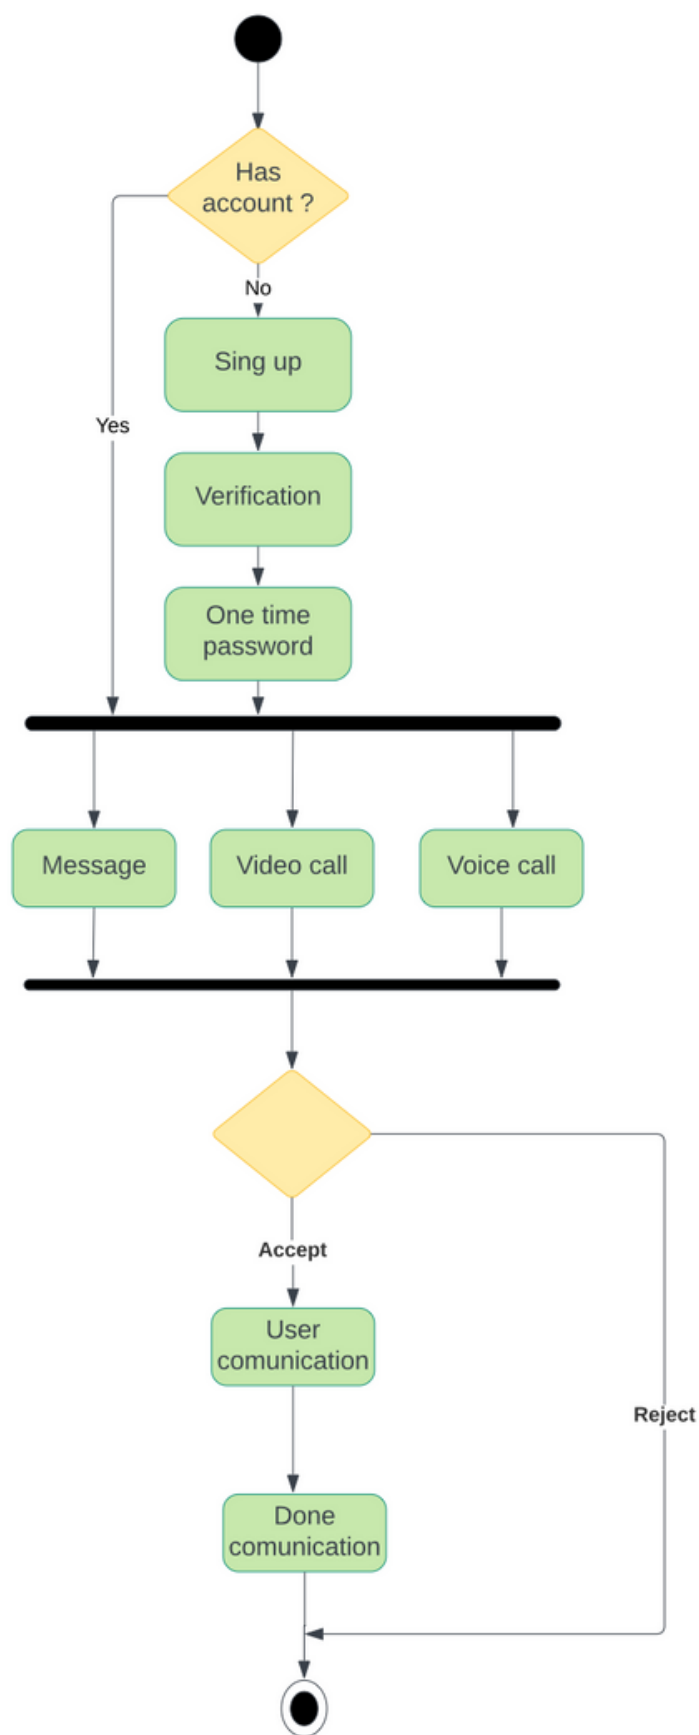 Has
account ?
No
Sing up
Yes
Verification
One time
password
Message
Video call
Voice call
Accept
User
comunication
Reject
Done
comunication